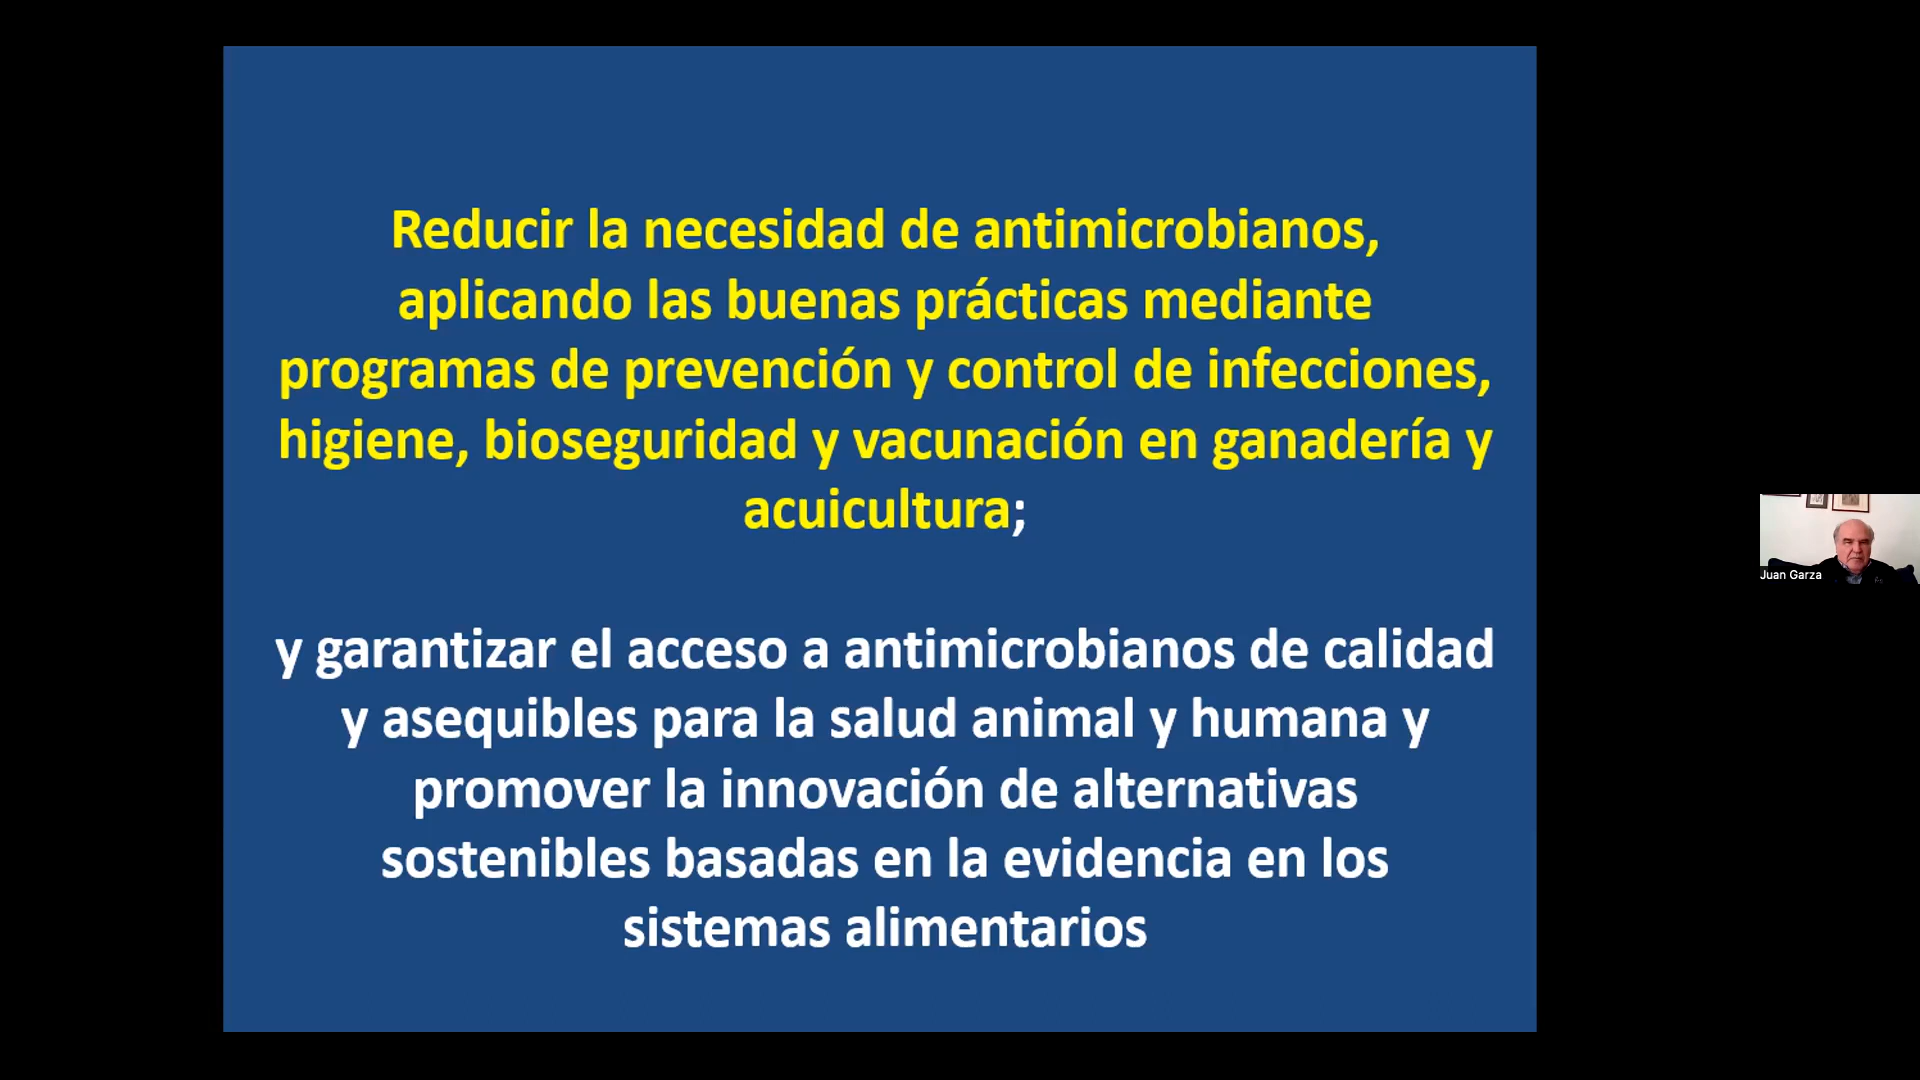 Reducir la necesidad de antimicrobianos,
aplicando las buenas prácticas mediante
programas de prevención y control de infecciones,
higiene, bioseguridad y vacunación en ganadería y
acuicultura;
y garantizar el acceso a antimicrobianos de calidad
y asequibles para la salud animal y humana y
promover la innovación de alternativas
sostenibles basadas en la evidencia en los
sistemas alimentarios
Juan Garza